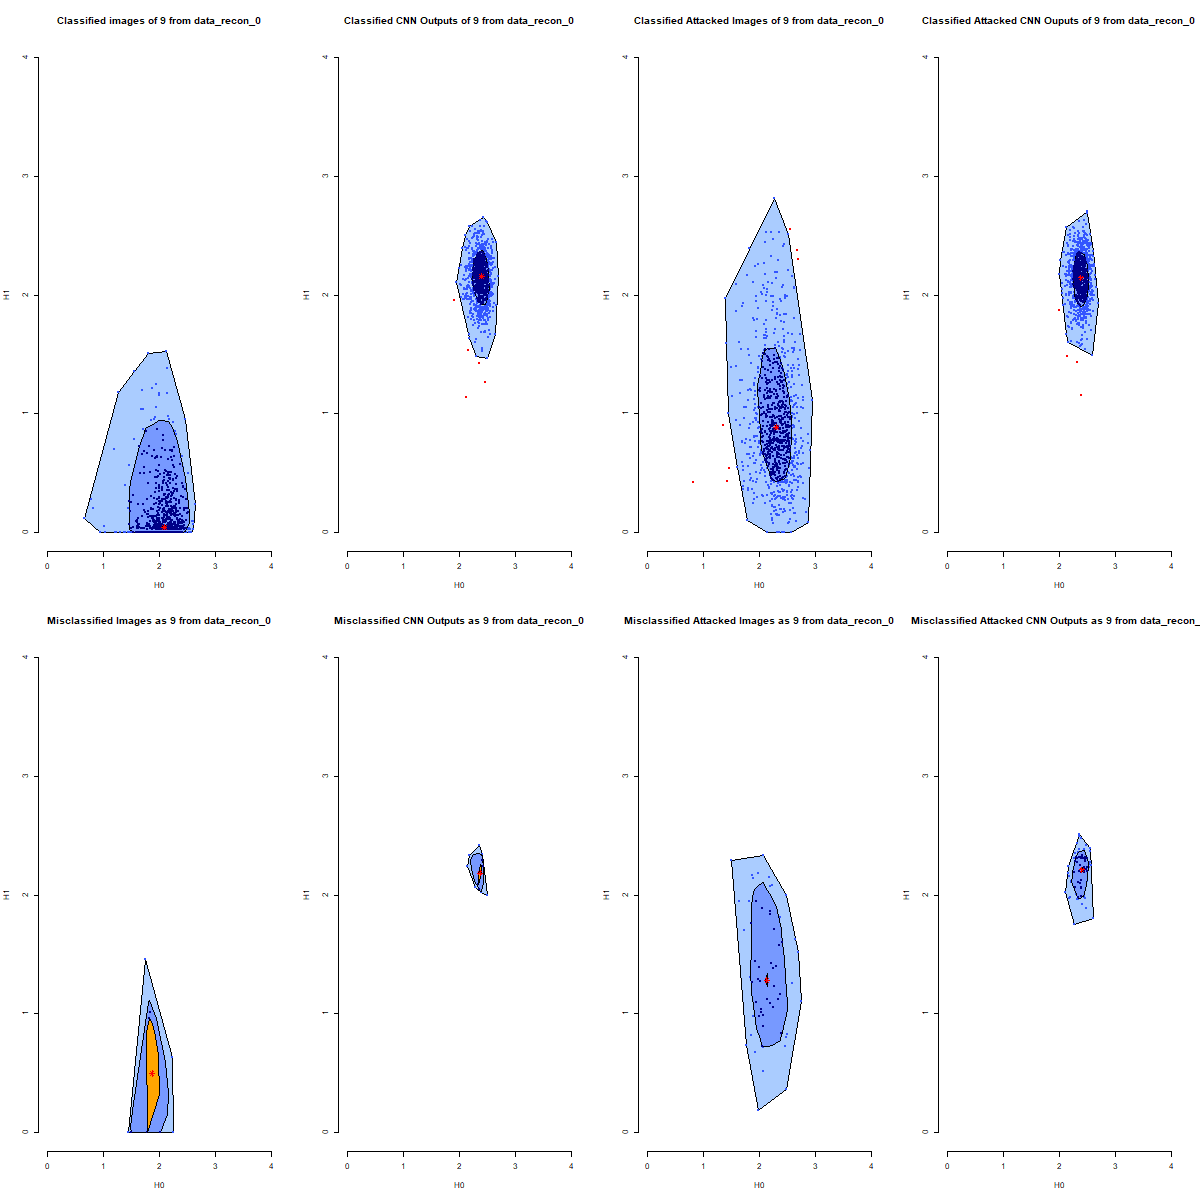 Classified images of 9 from data_recon_0
Classified CNN Outputs of 9 from data_recon_0
Classified Attacked Images of 9 from data_recon_0
Classified Attacked CNN Ouputs of 9 from data_recon_0
H1
0 1 2 3 4
H0
0 1 2 3 4
H1
0 1 2 3 4
H0
0 1 2 3 4
H1
0 1 2 3 4
H0
0 1 2 3 4
H1
0 1 2 3 4
H0
0 1 2 3 4
Misclassified Images as 9 from data_recon_0
Misclassified CNN Outputs as 9 from data_recon_0
Misclassified Attacked Images as 9 from data_recon_0
Misclassified Attacked CNN Outputs as 9 from data_recon_
H1
0 1 2 3 4
H0
0 1 2 3 4
H1
0 1 2 3 4
H0
0 1 2 3 4
H1
0 1 2 3 4
H0
0 1 2 3 4
H1
0 1 2 3 4
H0
0 1 2 3 4